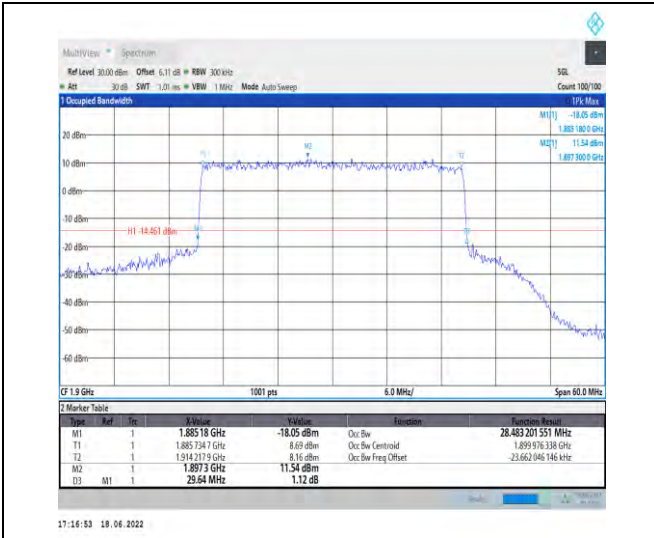 MultiView Spectrum
Ref Level 30.00 dBm Offset 6.11 dB RBW 300 kHz SGL
Att 30 dB SWT 1.01 ms VBW 1 MHz Mode Auto Sweep Count 100/100
1 Occupied Bandwidth 1Pk Max
M1[1] -18.05 dBm
1.885 180 0 GHz
M2[1] 11.54 dBm
1.897 300 0 GHz
20 dBm
M2
T1 T2
10 dBm
0 dBm
-10 dBm
H1 -14.461 dBm
-20 dBm
-30 dBm
-40 dBm
-50 dBm
-60 dBm
CF 1.9 GHz 1001 pts 6.0 MHz/ Span 60.0 MHz
2 Marker Table
Type Ref Trc X-Value Y-Value Function Function Result
M1 1 1.88518 GHz -18.05 dBm Occ Bw 28.483 201 551 MHz
T1 1 1.885 734 7 GHz 8.69 dBm Occ Bw Centroid 1.899 976 338 GHz
T2 1 1.914 217 9 GHz 8.16 dBm Occ Bw Freq Offset -23.662 046 146 kHz
M2 1 1.8973 GHz 11.54 dBm
D3 M1 1 29.64 MHz 1.12 dB
17:16:53 18.06.2022